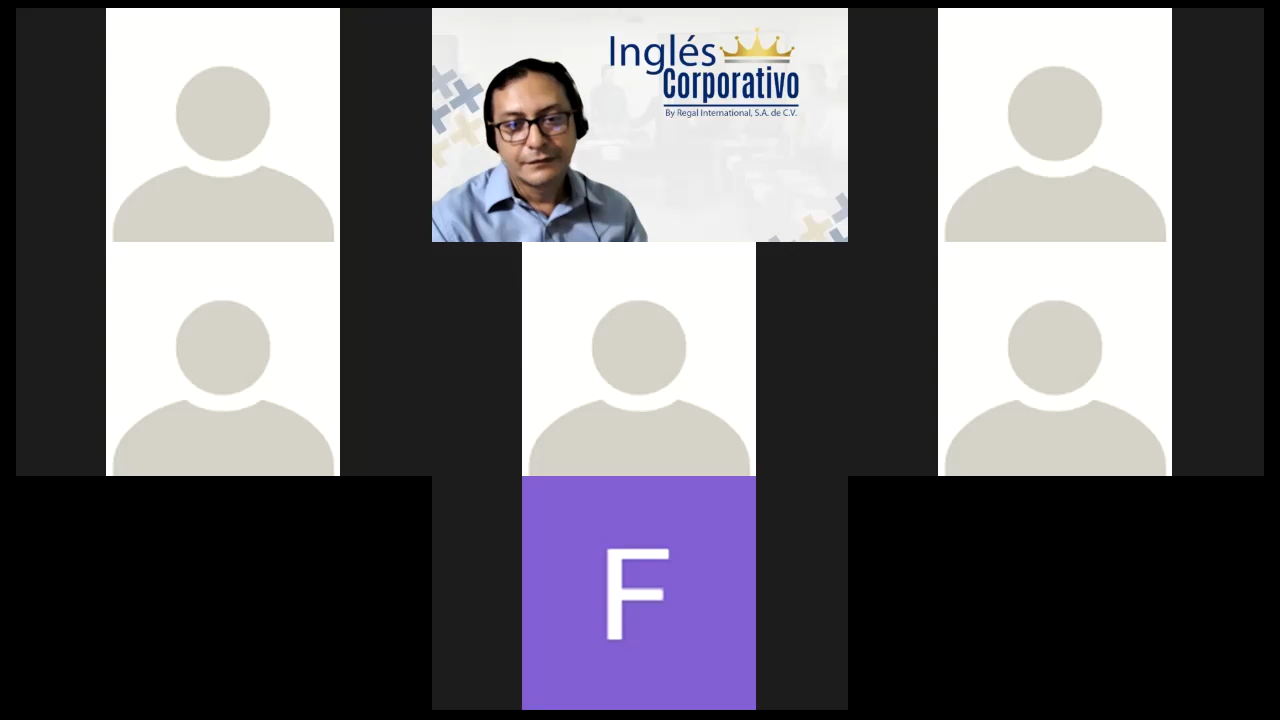 Inglés
Corporativo
By Regal International, S.A. de C.V.
F